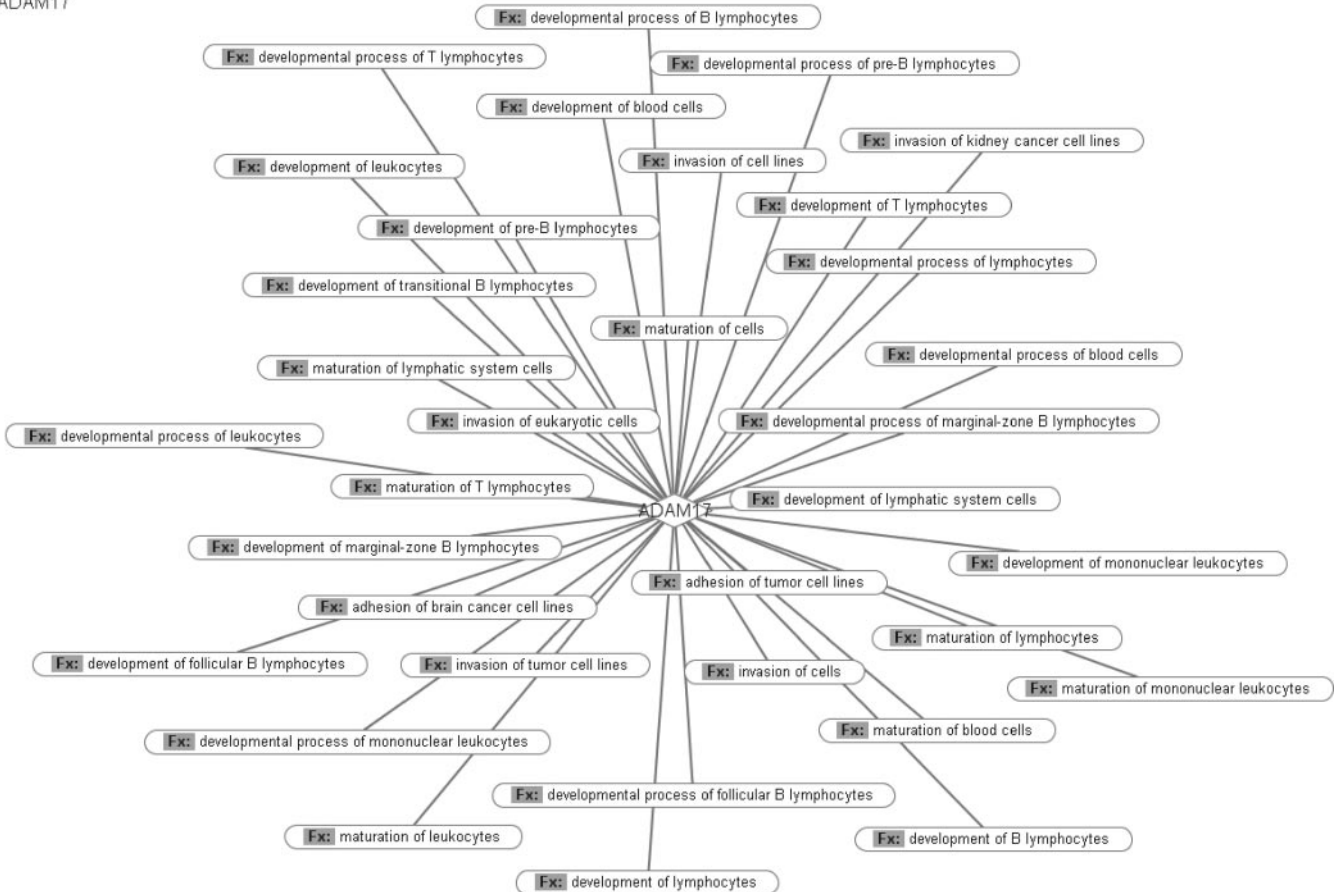 ADAM17
Fx: developmental process of B lymphocytes
Fx: developmental process of T lymphocytes
Fx: developmental process of pre-B lymphocytes
Fx: development of blood cells
Fx: invasion of kidney cancer cell lines
Fx: invasion of cell lines
Fx: development of leukocytes
Fx: development of T lymphocytes
Fx: development of pre-B lymphocytes
Fx: developmental process of lymphocytes
Fx: development of transitional B lymphocytes
Fx: maturation of cells
Fx: developmental process of blood cells
Fx: maturation of lymphatic system cells
Fx: invasion of eukaryotic cells
Fx: developmental process of marginal-zone B lymphocytes
Fx: developmental process of leukocytes
Fx: maturation of T lymphocytes
Fx: development of lymphatic system cells
ADAM17
Fx: development of marginal-zone B lymphocytes
Fx: development of mononuclear leukocytes
Fx: adhesion of tumor cell lines
Fx: adhesion of brain cancer cell lines
Fx: maturation of lymphocytes
Fx: development of follicular B lymphocytes
Fx: invasion of tumor cell lines
Fx: invasion of cells
Fx: maturation of mononuclear leukocytes
Fx: maturation of blood cells
Fx: developmental process of mononuclear leukocytes
Fx: developmental process of follicular B lymphocytes
Fx: maturation of leukocytes
Fx: development of B lymphocytes
Fx: development of lymphocytes